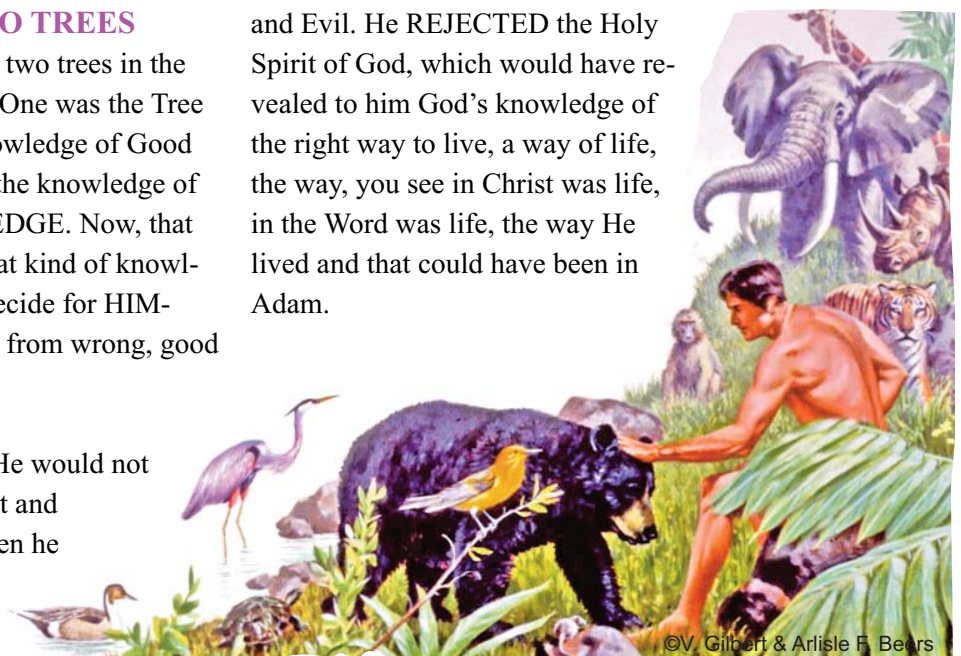 O TREES
two trees in the
One was the Tree
wledge of Good
the knowledge of
EDGE. Now, that
at kind of knowl-
ecide for HIM-
from wrong, good
He would not
t and
en he
and Evil. He REJECTED the Holy
Spirit of God, which would have re-
vealed to him God’s knowledge of
the right way to live, a way of life,
the way, you see in Christ was life,
in the Word was life, the way He
lived and that could have been in
Adam.
©V. Gilbert & Arlisle F. Beers